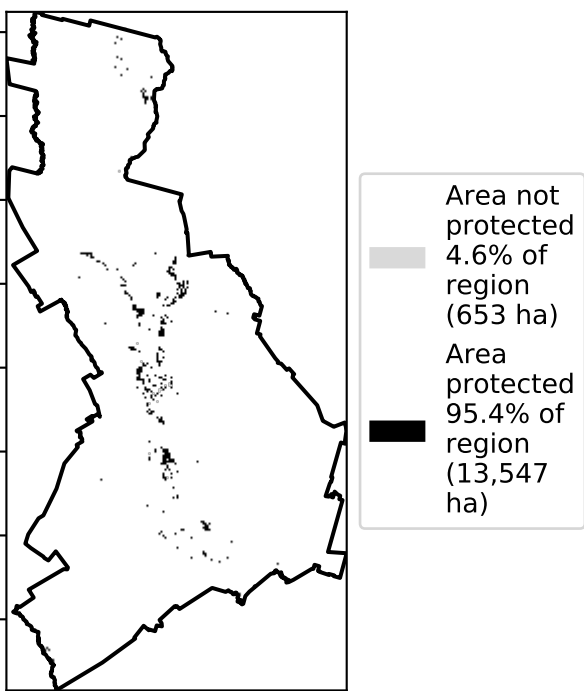 Area not
protected
4.6% of
region
(653 ha)
Area
protected
95.4% of
region
(13,547
ha)